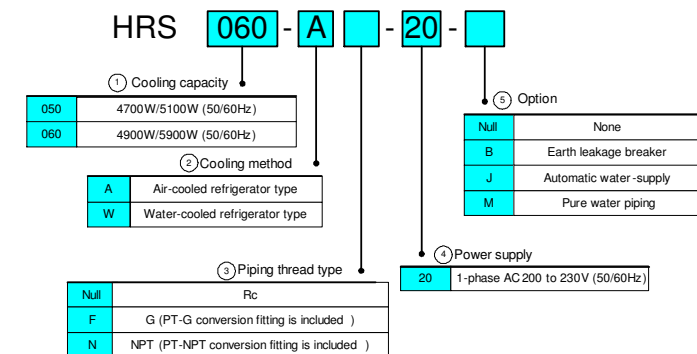 HRS 060 - A - 20 -
1 Cooling capacity
050 4700W/5100W (50/60Hz)
060 4900W/5900W (50/60Hz)
2 Cooling method
A Air-cooled refrigerator type
W Water-cooled refrigerator type
3 Piping thread type
Null Rc
F G (PT-G conversion fitting is included )
N NPT (PT-NPT conversion fitting is included )
4 Power supply
20 1-phase AC 200 to 230V (50/60Hz)
5 Option
Null None
B Earth leakage breaker
J Automatic water-supply
M Pure water piping